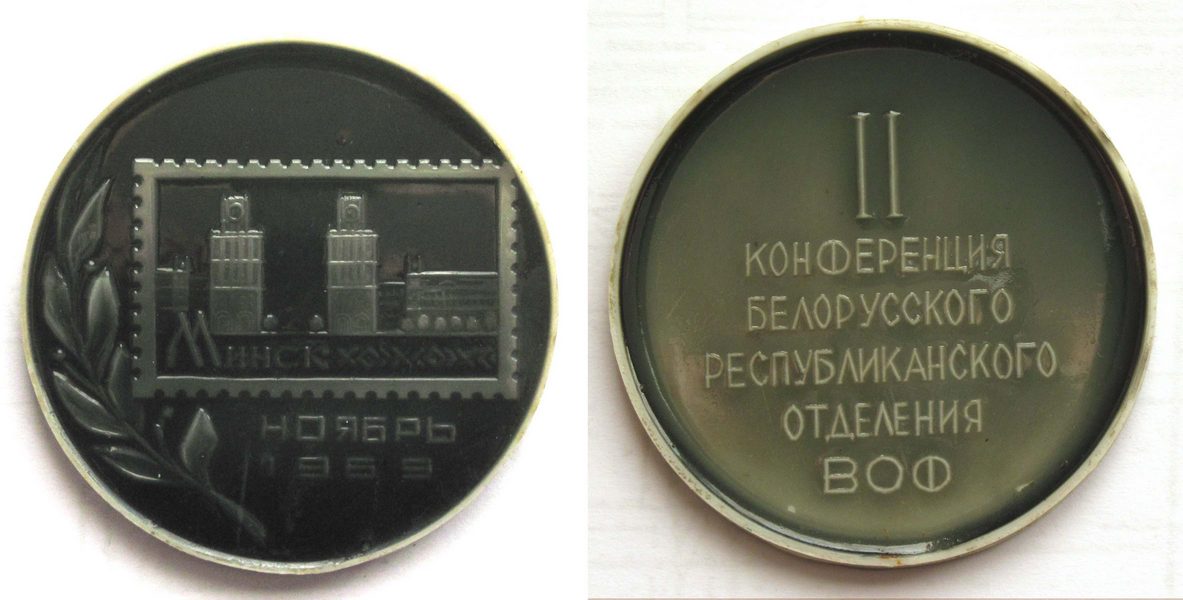 МИНСК
НОЯБРЬ
1969
II
КОНФЕРЕНЦИЯ
БЕЛОРУССКОГО
РЕСПУБЛИКАНСКОГО
ОТДЕЛЕНИЯ
ВОФ